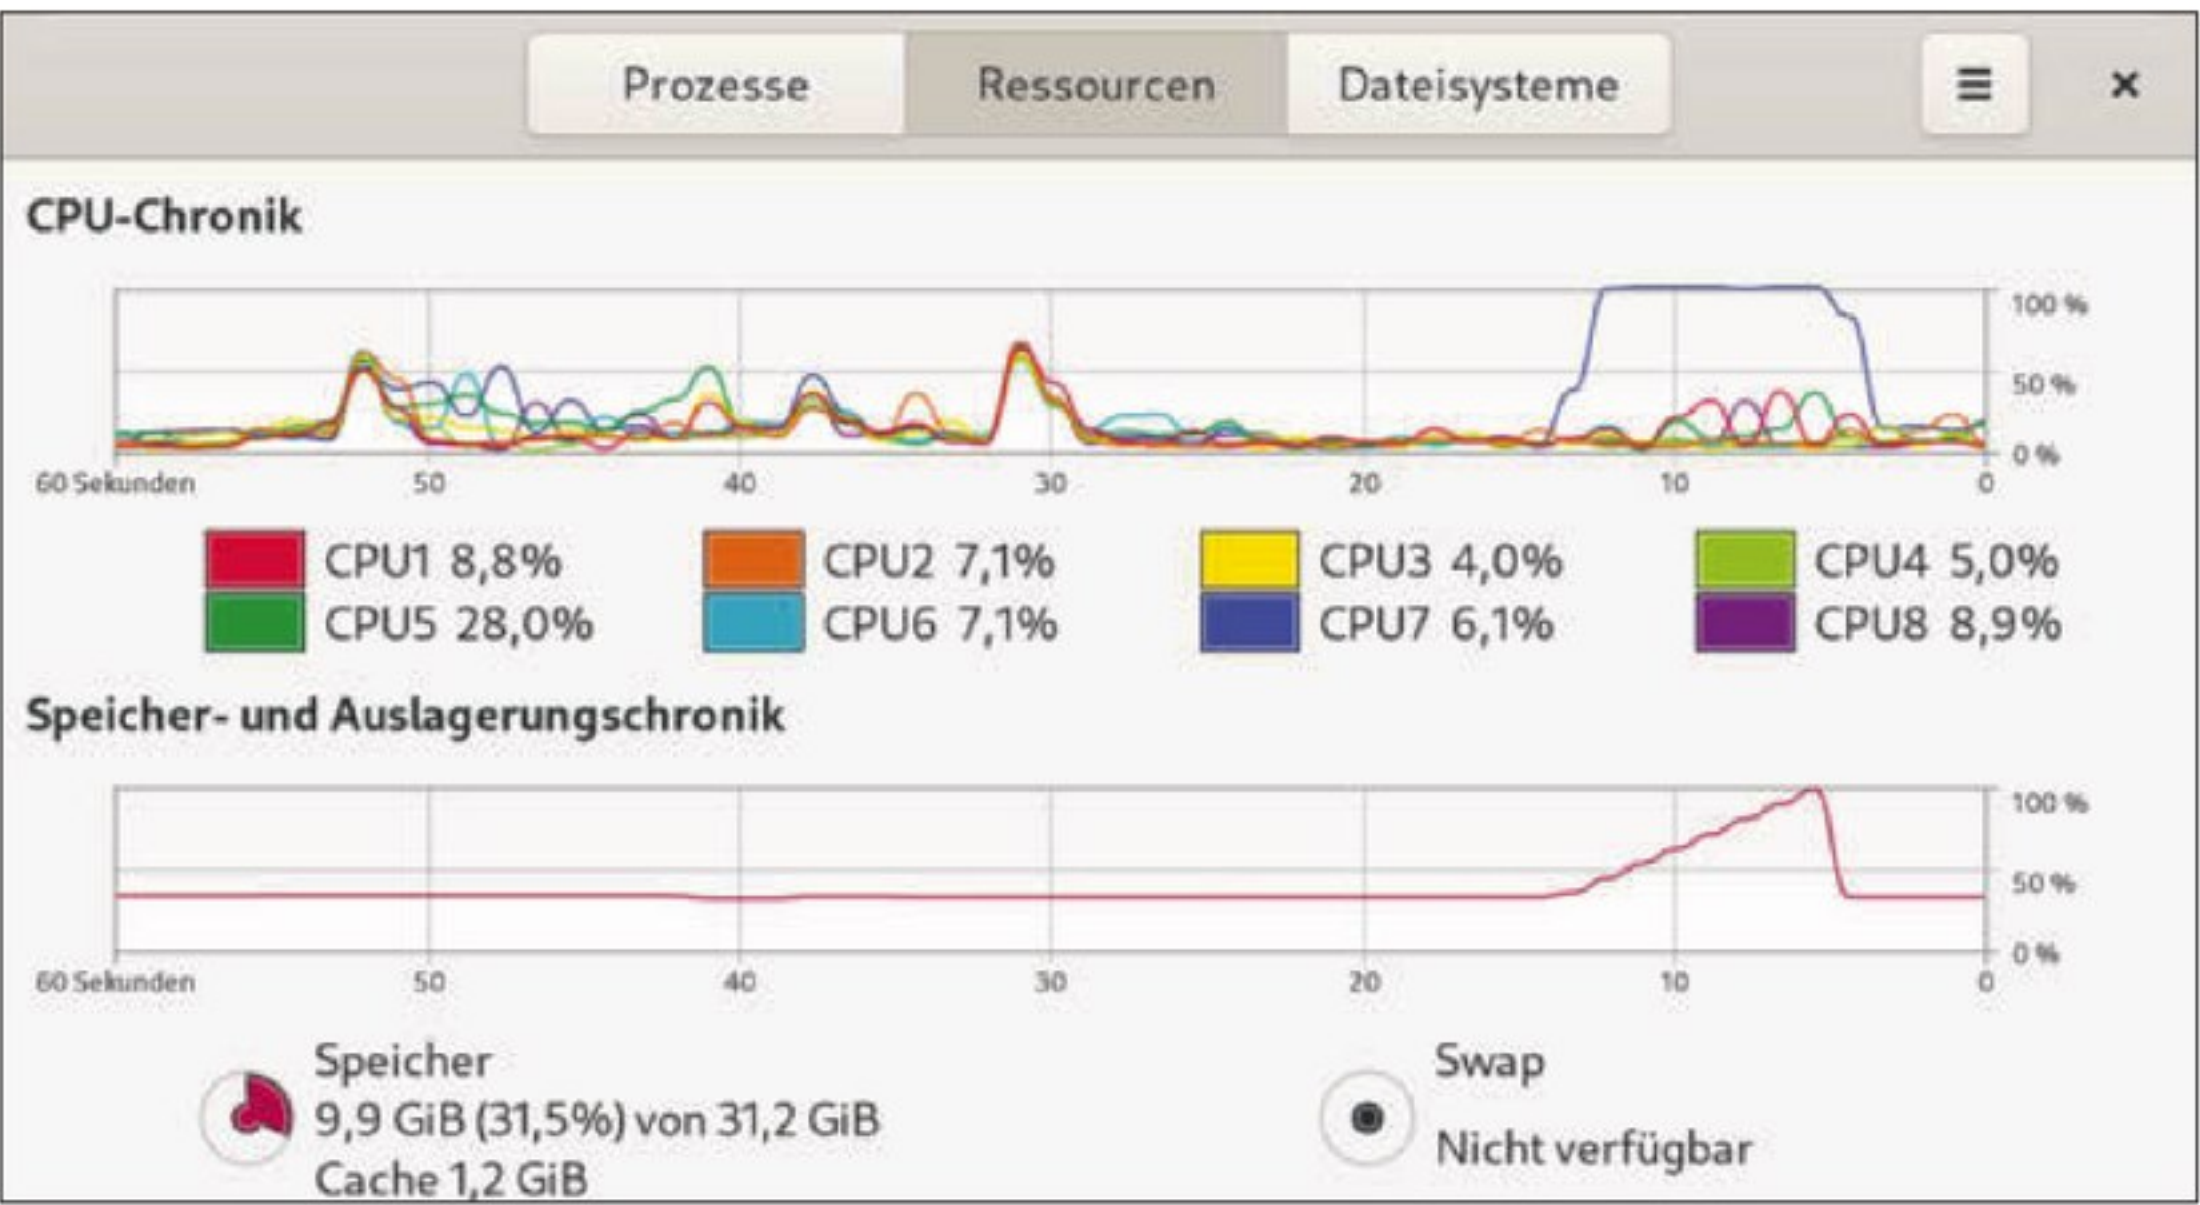 Prozesse Ressourcen Dateisysteme
CPU-Chronik
100 %
50 %
0 %
60 Sekunden 50 40 30 20 10 0
CPU1 8,8% CPU2 7,1% CPU3 4,0% CPU4 5,0%
CPU5 28,0% CPU6 7,1% CPU7 6,1% CPU8 8,9%
Speicher- und Auslagerungschronik
100 %
50 %
0 %
60 Sekunden 50 40 30 20 10 0
Speicher
9,9 GiB (31,5%) von 31,2 GiB
Cache 1,2 GiB
Swap
Nicht verfügbar